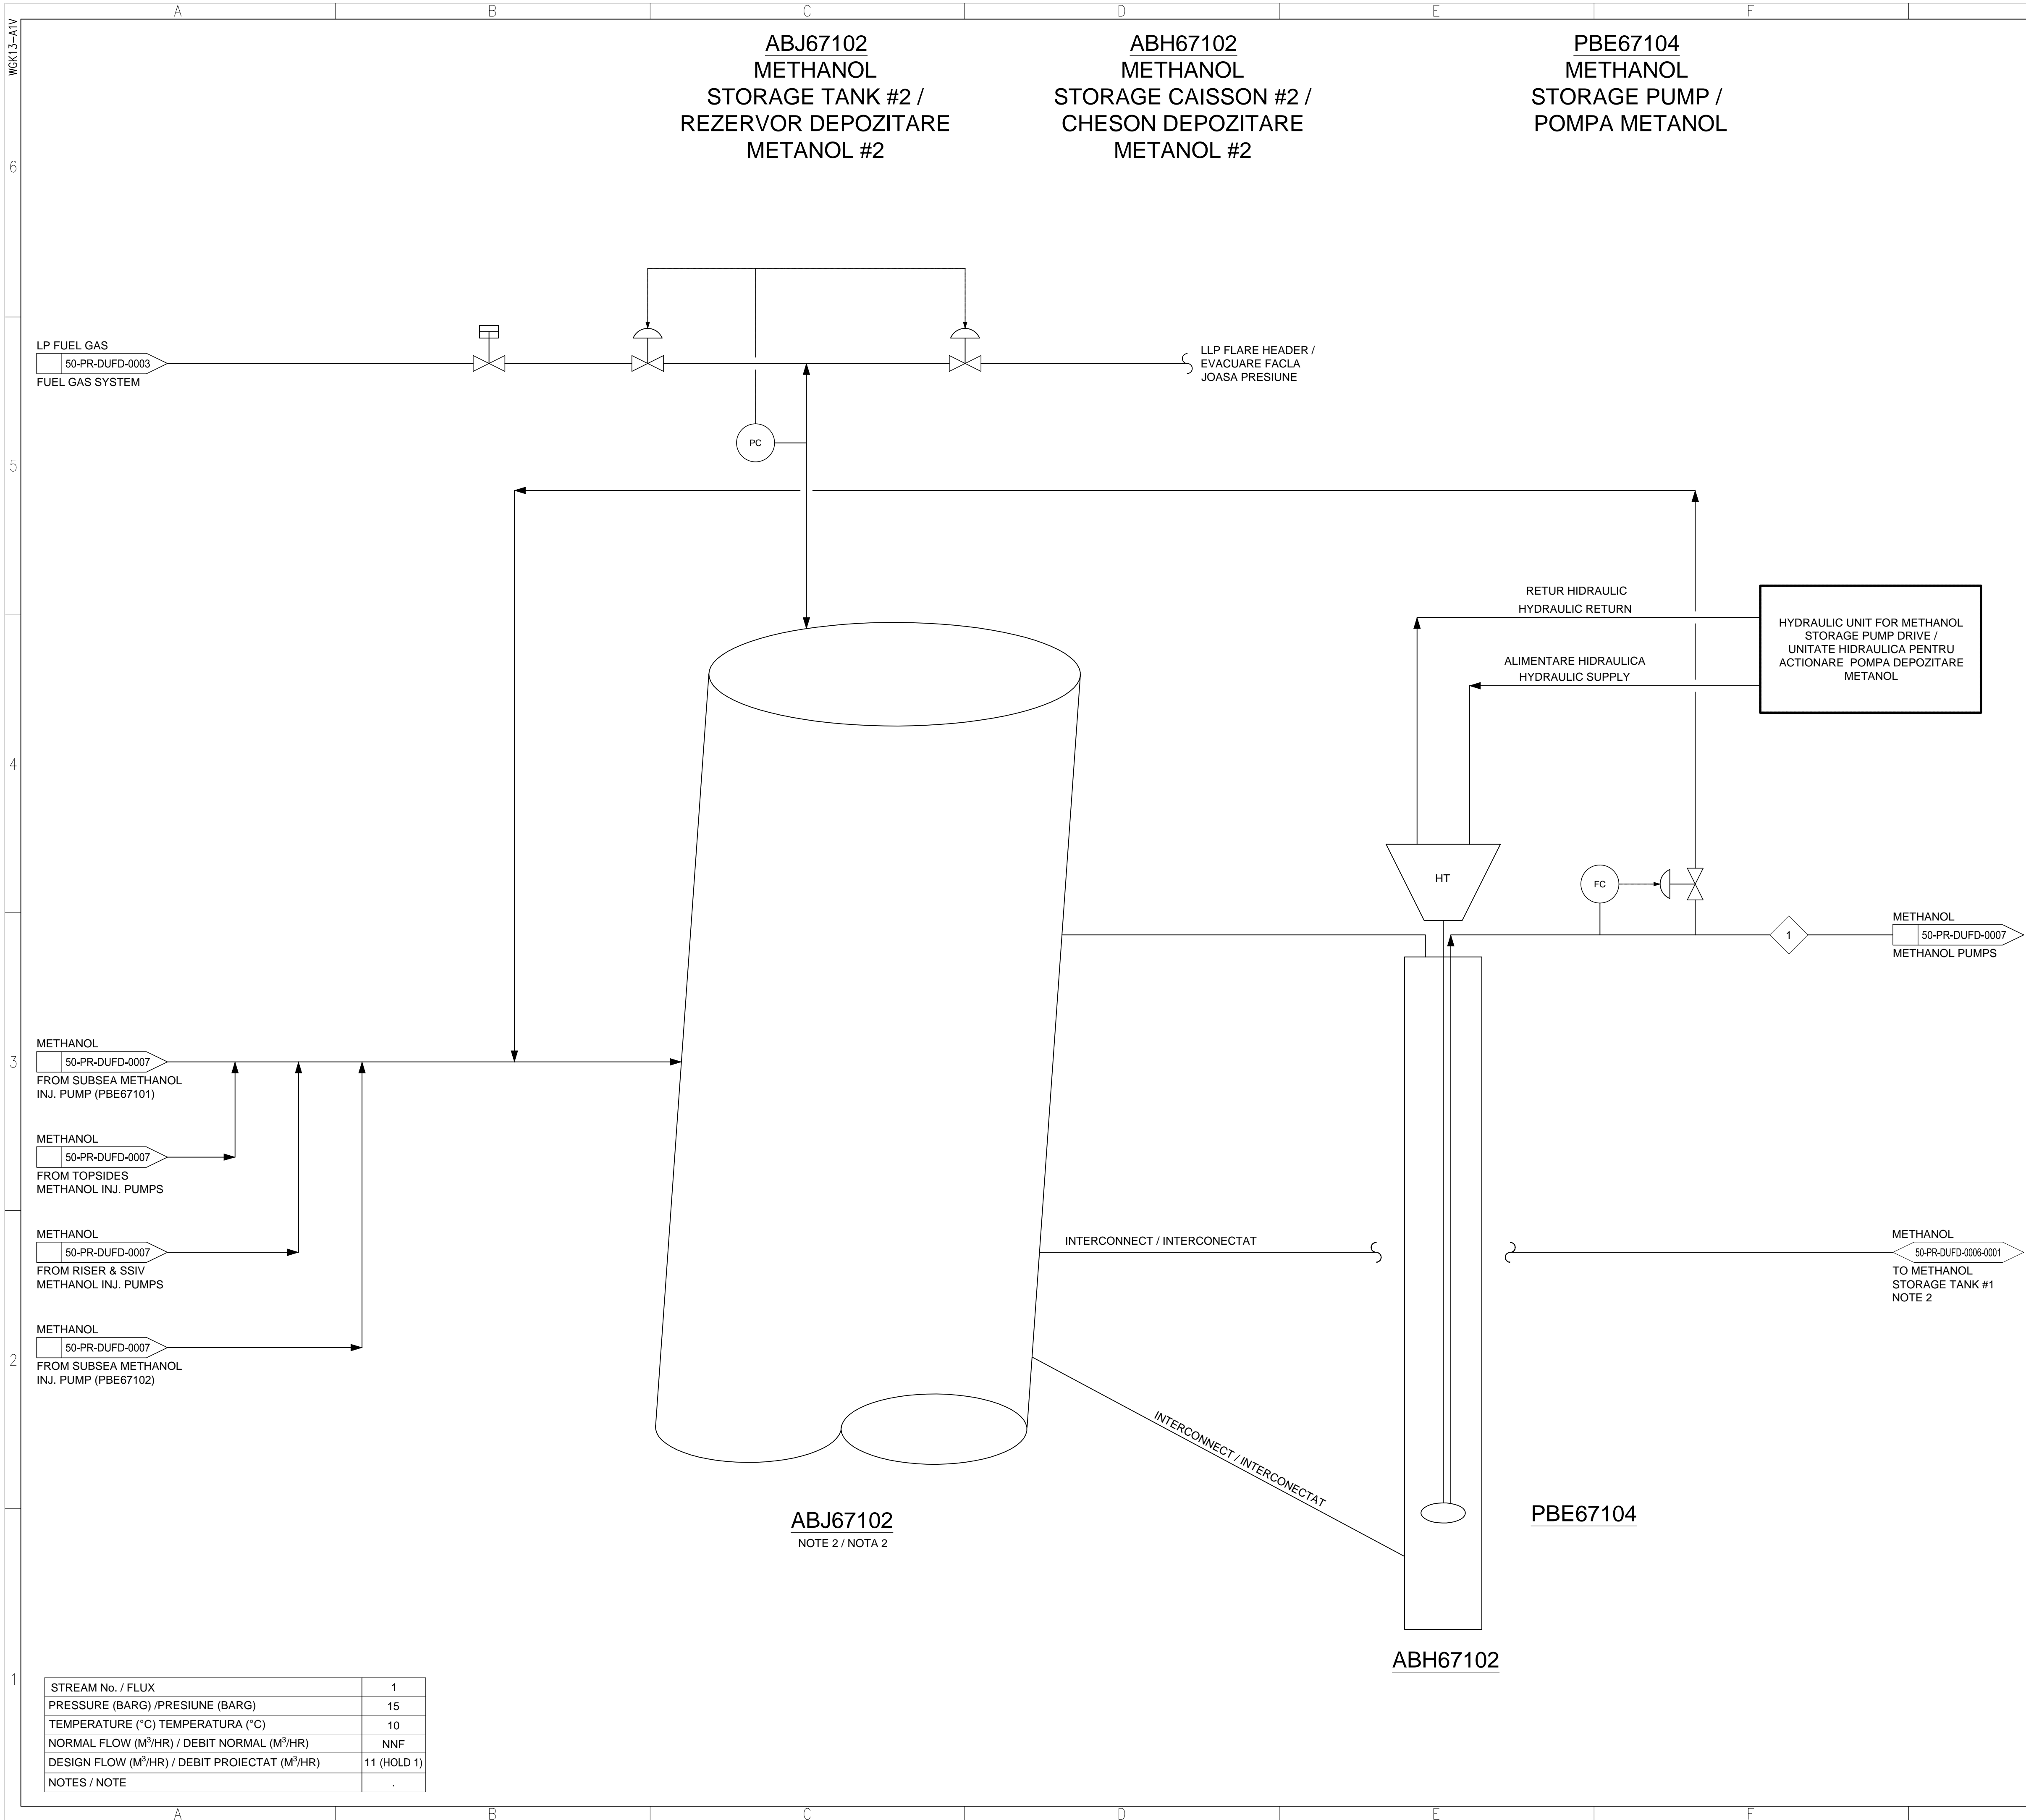 A
B
C
D
E
F
WGK13-A1V
ABJ67102
METHANOL
STORAGE TANK #2 /
REZERVOR DEPOZITARE
METANOL #2
ABH67102
METHANOL
STORAGE CAISSON #2 /
CHESON DEPOZITARE
METANOL #2
PBE67104
METHANOL
STORAGE PUMP /
POMPA METANOL
6
LP FUEL GAS
50-PR-DUFD-0003
FUEL GAS SYSTEM
LLP FLARE HEADER /
EVACUARE FACLA
JOASA PRESIUNE
PC
5
RETUR HIDRAULIC
HYDRAULIC RETURN
ALIMENTARE HIDRAULICA
HYDRAULIC SUPPLY
HYDRAULIC UNIT FOR METHANOL
STORAGE PUMP DRIVE /
UNITATE HIDRAULICA PENTRU
ACTIONARE POMPA DEPOZITARE
METANOL
4
HT
FC
1
METHANOL
50-PR-DUFD-0007
METHANOL PUMPS
3
METHANOL
50-PR-DUFD-0007
FROM SUBSEA METHANOL
INJ. PUMP (PBE67101)
METHANOL
50-PR-DUFD-0007
FROM TOPSIDES
METHANOL INJ. PUMPS
METHANOL
50-PR-DUFD-0007
FROM RISER & SSIV
METHANOL INJ. PUMPS
METHANOL
50-PR-DUFD-0007
FROM SUBSEA METHANOL
INJ. PUMP (PBE67102)
INTERCONNECT / INTERCONECTAT
METHANOL
50-PR-DUFD-0006-0001
TO METHANOL
STORAGE TANK #1
NOTE 2
2
INTERCONNECT / INTERCONECTAT
ABJ67102
NOTE 2 / NOTA 2
PBE67104
ABH67102
1
STREAM No. / FLUX 1
PRESSURE (BARG) /PRESIUNE (BARG) 15
TEMPERATURE (°C) TEMPERATURA (°C) 10
NORMAL FLOW (M³/HR) / DEBIT NORMAL (M³/HR) NNF
DESIGN FLOW (M³/HR) / DEBIT PROIECTAT (M³/HR) 11 (HOLD 1)
NOTES / NOTE .
A
B
C
D
E
F